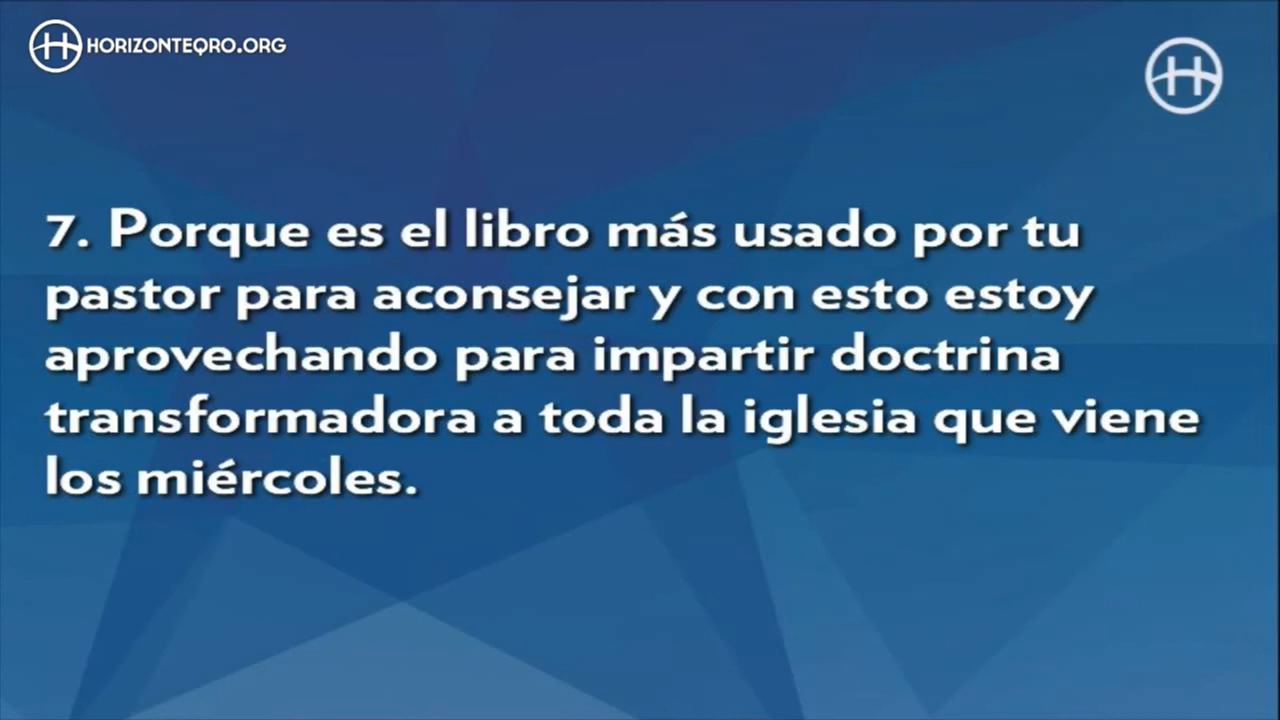 HORIZONTEQRO.ORG
7. Porque es el libro más usado por tu
pastor para aconsejar y con esto estoy
aprovechando para impartir doctrina
transformadora a toda la iglesia que viene
los miércoles.